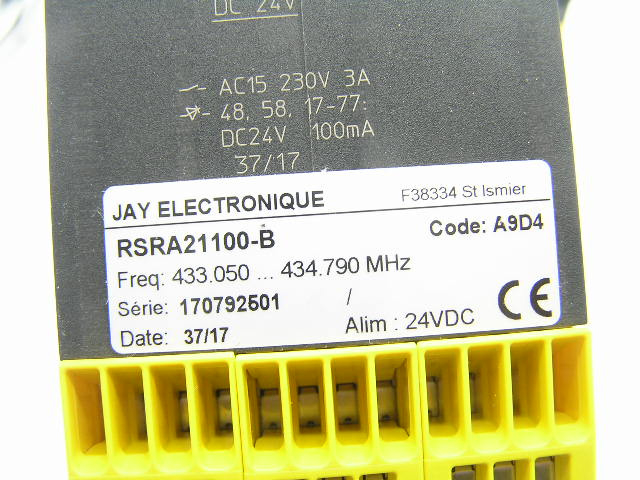 DC 24V
AC15 230V 3A
48, 58, 17-77:
DC24V 100mA
37/17
JAY ELECTRONIQUE F38334 St Ismier
RSRA21100-B Code: A9D4
Freq: 433.050 ... 434.790 MHz
Série: 170792501 /
Date: 37/17 Alim : 24VDC CE